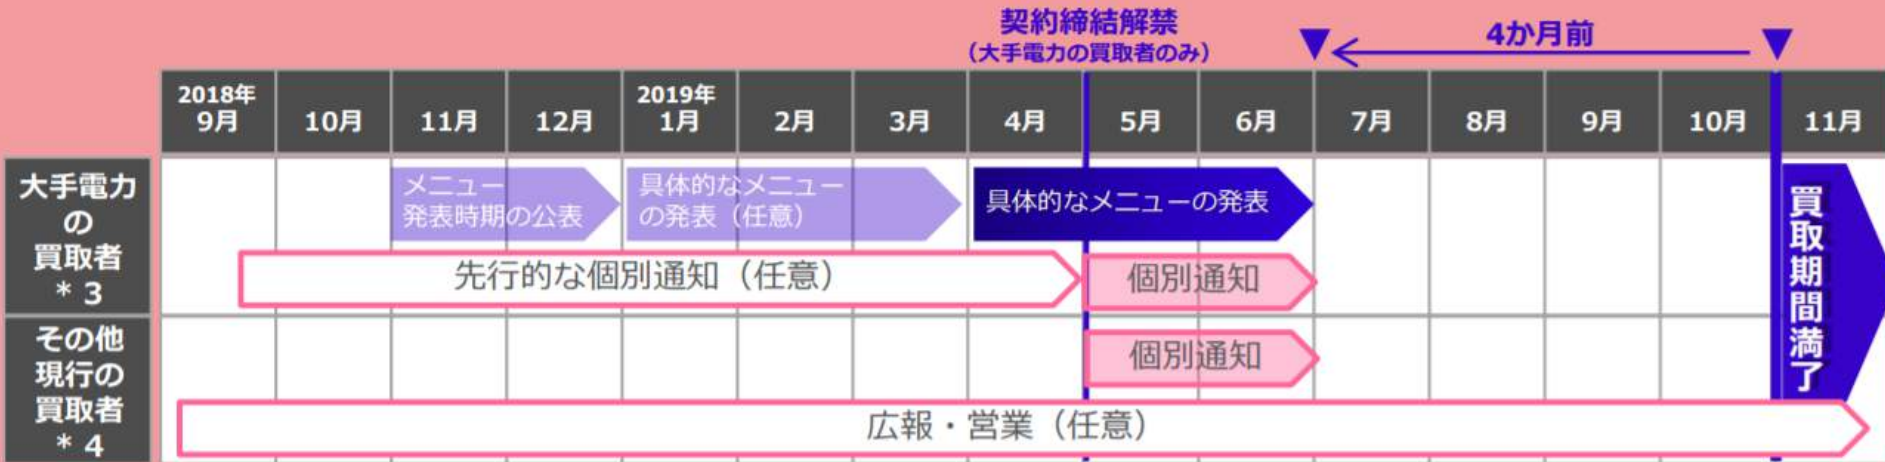 契約締結解禁
(大手電力の買取者のみ)
4か月前
2018年
9月
10月
11月
12月
2019年
1月
2月
3月
4月
5月
6月
7月
8月
9月
10月
11月
大手電力
の
買取者
*3
メニュー
発表時期の公表
具体的なメニュー
の発表(任意)
具体的なメニューの発表
先行的な個別通知(任意)
個別通知
買取期間満了
その他
現行の
買取者
*4
個別通知
広報・営業(任意)